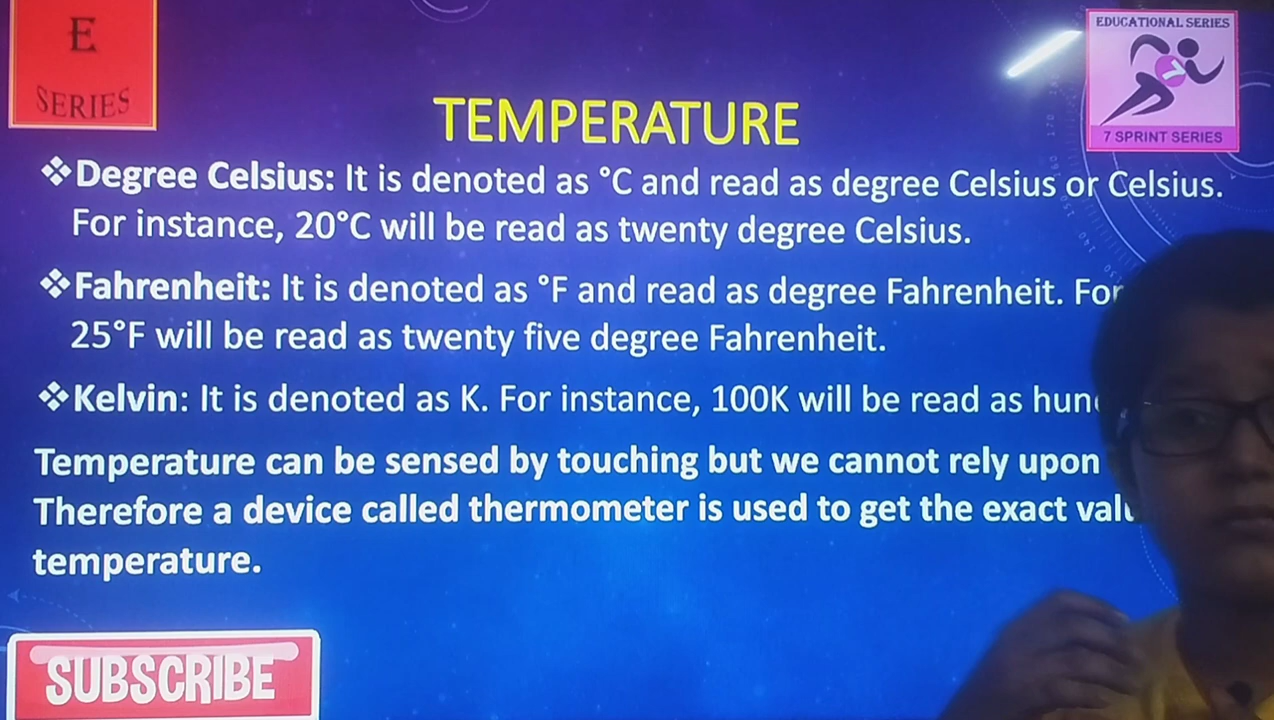 E
SERIES
EDUCATIONAL SERIES
7
7 SPRINT SERIES
TEMPERATURE
❖Degree Celsius: It is denoted as °C and read as degree Celsius or Celsius.
For instance, 20°C will be read as twenty degree Celsius.
❖Fahrenheit: It is denoted as °F and read as degree Fahrenheit. For
25°F will be read as twenty five degree Fahrenheit.
❖Kelvin: It is denoted as K. For instance, 100K will be read as
Temperature can be sensed by touching but we cannot rely upon
Therefore a device called thermometer is used to get the exact
temperature.
SUBSCRIBE